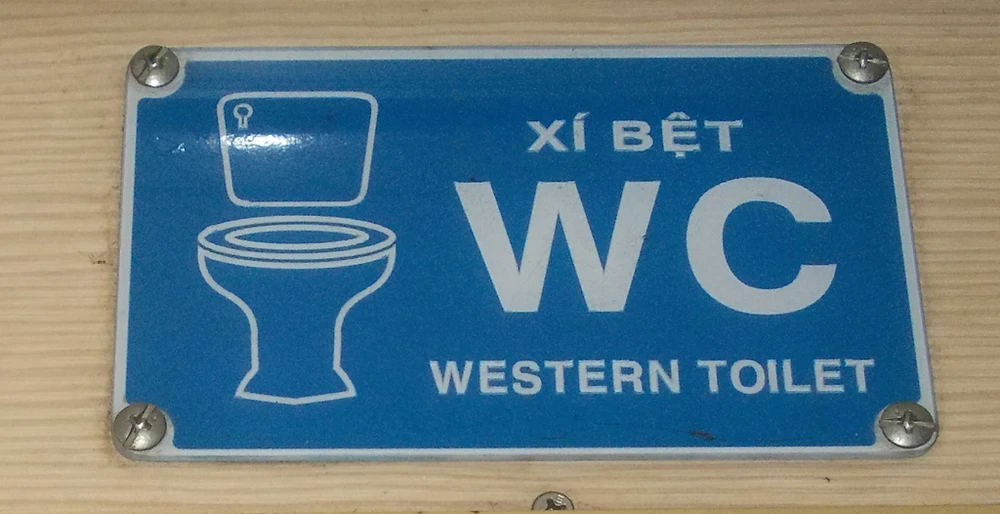 XÍ BỆT
WC
WESTERN TOILET